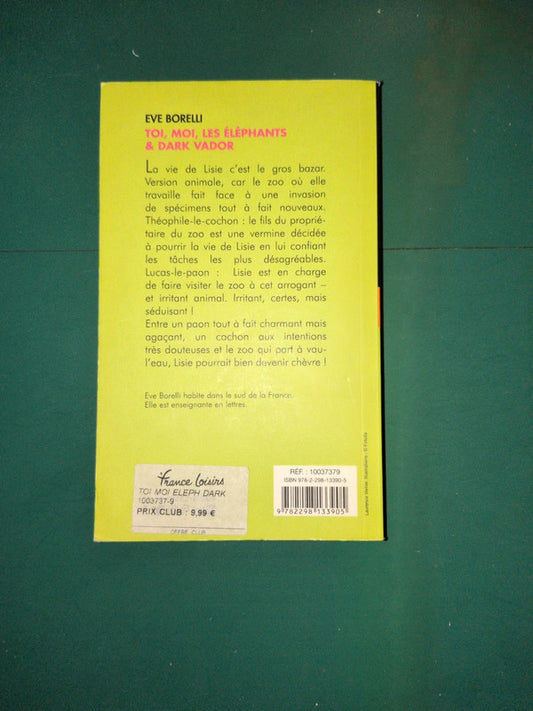 EVE BORELLI
TOI, MOI, LES ÉLÉPHANTS
& DARK VADOR
La vie de Lisie c'est le gros bazar.
Version animale, car le zoo où elle
travaille fait face à une invasion
de spécimens tout à fait nouveaux.
Théophile-le-cochon : le fils du proprié-
taire du zoo est une vermine décidée
à pourrir la vie de Lisie en lui confiant
les tâches les plus désagréables.
Lucas-le-paon : Lisie est en charge
de faire visiter le zoo à cet arrogant –
et irritant animal. Irritant, certes, mais
séduisant !
Entre un paon tout à fait charmant mais
agaçant, un cochon aux intentions
très douteuses et le zoo qui part à vau-
l'eau, Lisie pourrait bien devenir chèvre !
Eve Borelli habite dans le sud de la France.
Elle est enseignante en lettres.
France Loisirs
TOI MOI ELEPH DARK
1003737-9
PRIX CLUB : 9,99 €
OFFRE CLUB
RÉF : 10037379
ISBN 978-2-298-13390-5
9 782298 133905
Illustrations : © Fotolia